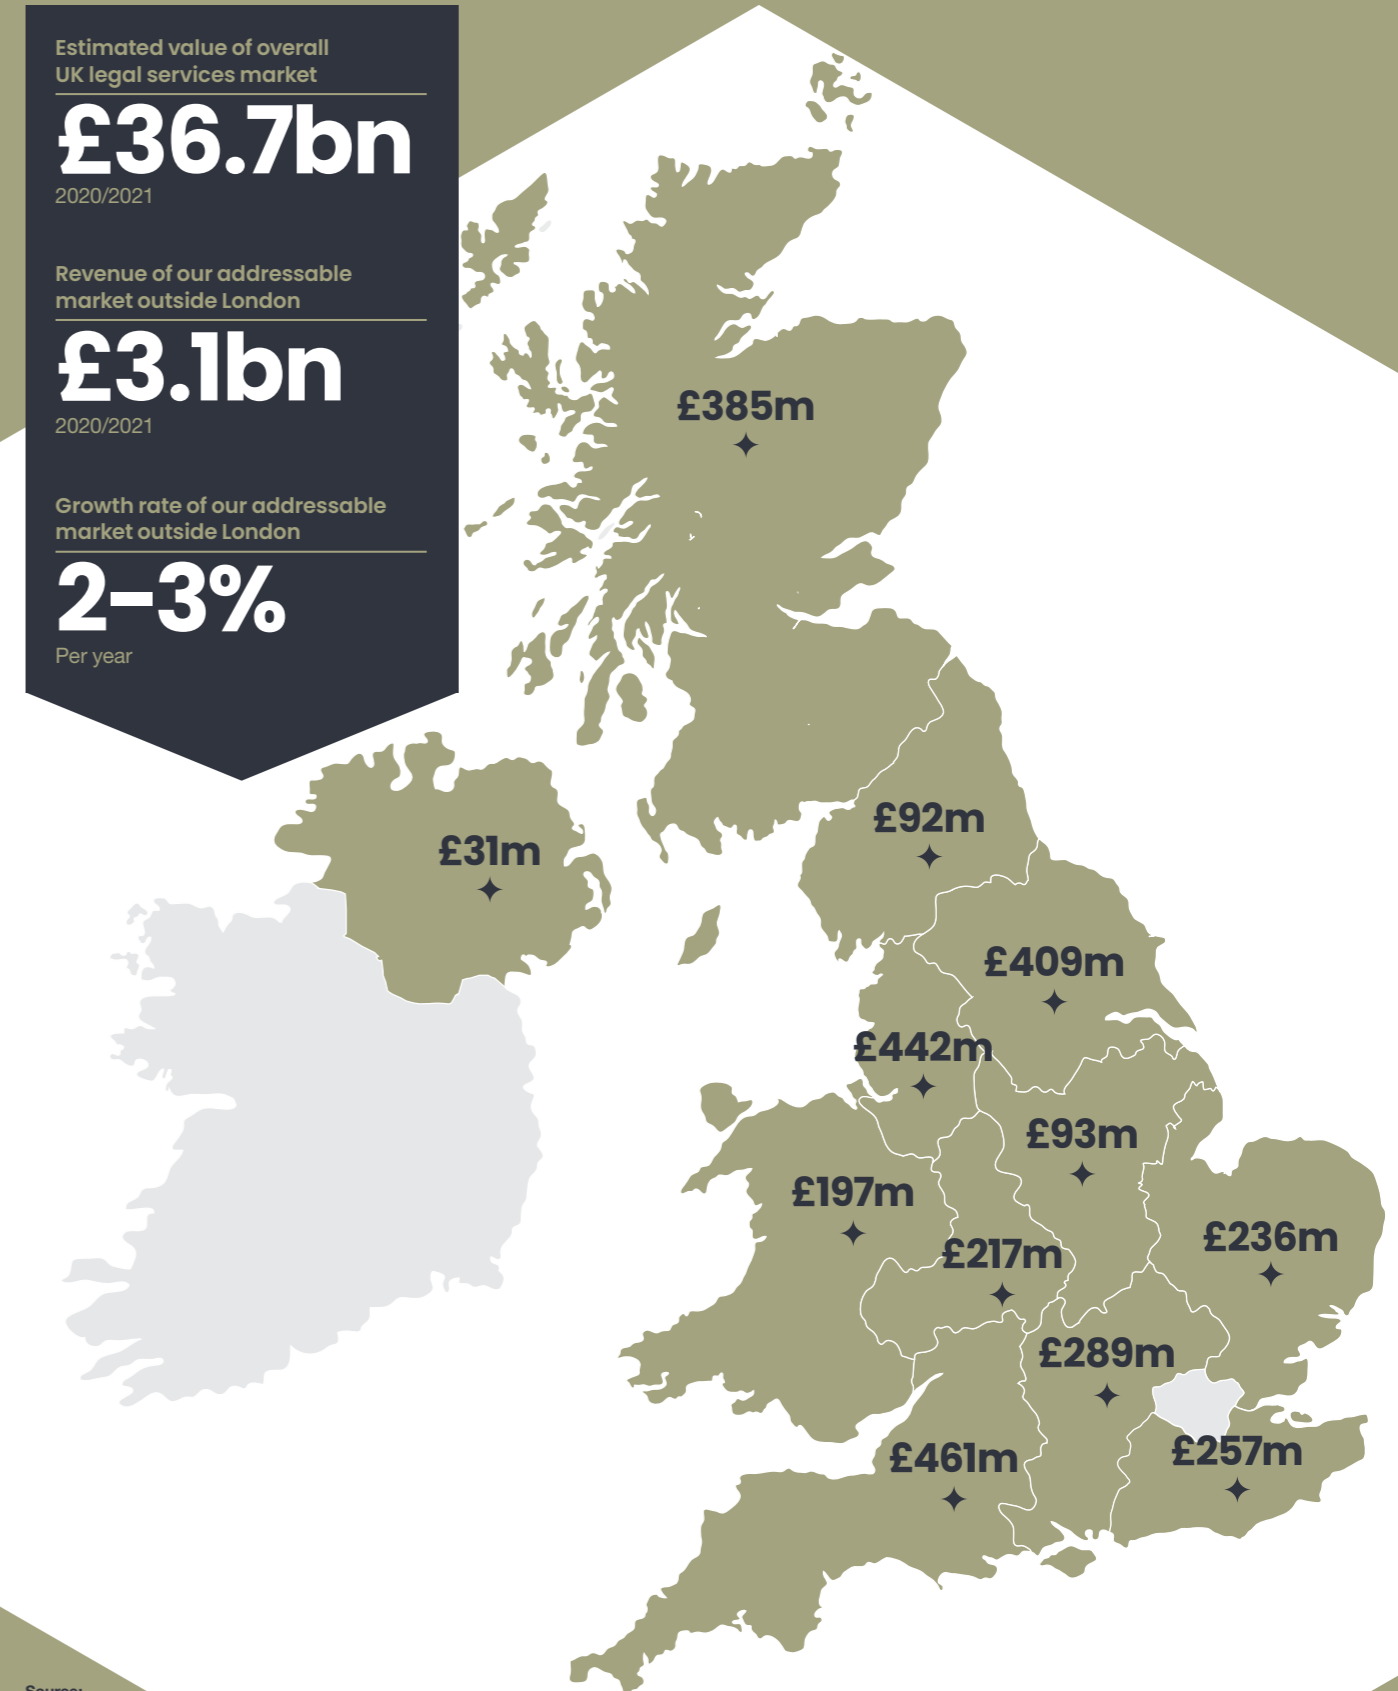 Estimated value of overall
UK legal services market
£36.7bn
2020/2021
Revenue of our addressable
market outside London
£3.1bn
2020/2021
Growth rate of our addressable
market outside London
2–3%
Per year
£385m
£92m
£31m
£409m
£442m
£93m
£197m
£236m
£217m
£289m
£257m
£461m
Source: